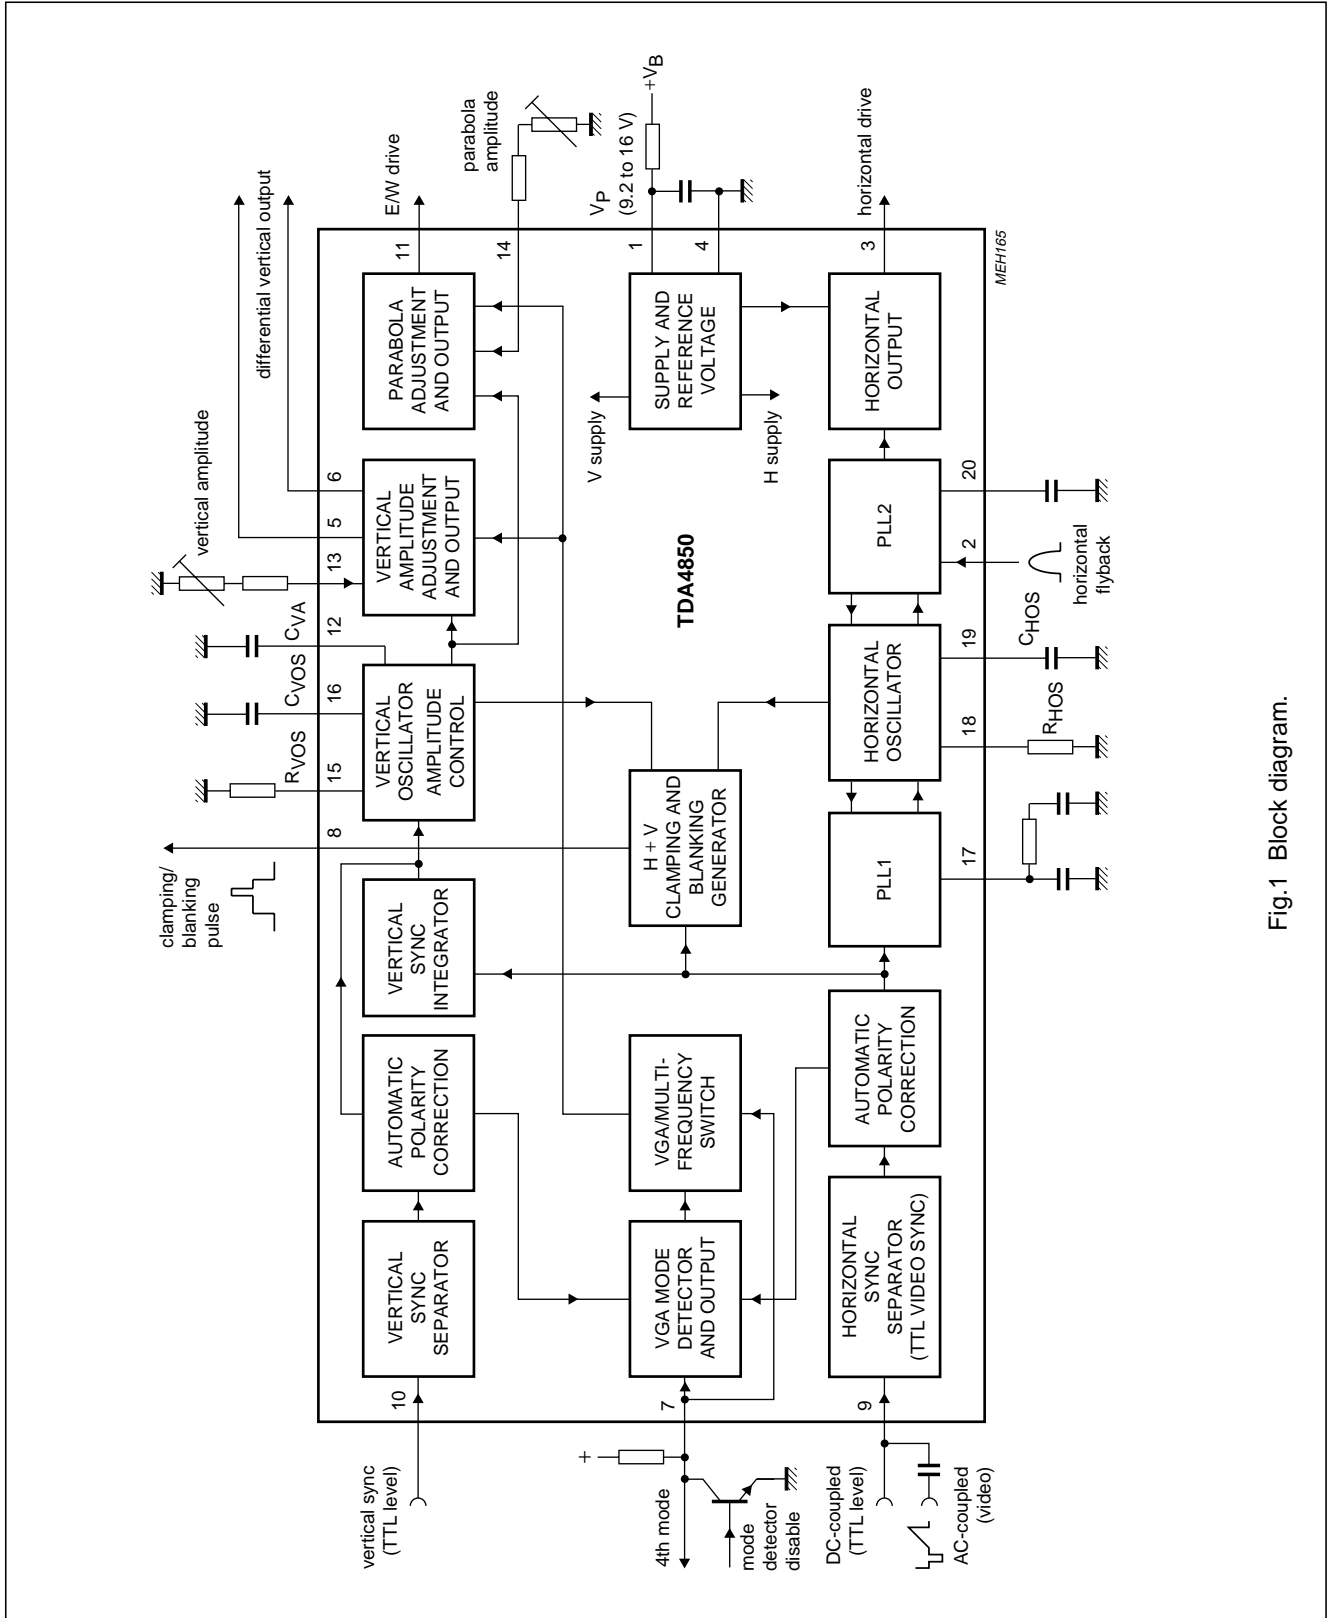 vertical sync
(TTL level)
10
VERTICAL
SYNC
SEPARATOR
AUTOMATIC
POLARITY
CORRECTION
VERTICAL
SYNC
INTEGRATOR
clamping/
blanking
pulse
8
RVOS
15
CVOS
16
CVA
12
VERTICAL
OSCILLATOR
AMPLITUDE
CONTROL
vertical amplitude
13
5
6
VERTICAL
AMPLITUDE
ADJUSTMENT
AND OUTPUT
differential vertical output
PARABOLA
ADJUSTMENT
AND OUTPUT
11
E/W drive
14
parabola
amplitude
+
4th mode
mode
detector
disable
7
VGA MODE
DETECTOR
AND OUTPUT
VGA/MULTI-
FREQUENCY
SWITCH
H + V
CLAMPING AND
BLANKING
GENERATOR
TDA4850
V supply
H supply
SUPPLY AND
REFERENCE
VOLTAGE
1
4
VP
(9.2 to 16 V)
+VB
DC-coupled
(TTL level)
AC-coupled
(video)
9
HORIZONTAL
SYNC
SEPARATOR
(TTL VIDEO SYNC)
AUTOMATIC
POLARITY
CORRECTION
PLL1
17
HORIZONTAL
OSCILLATOR
18
RHOS
19
CHOS
PLL2
2
horizontal
flyback
20
HORIZONTAL
OUTPUT
3
horizontal drive
MEH165
Fig.1 Block diagram.